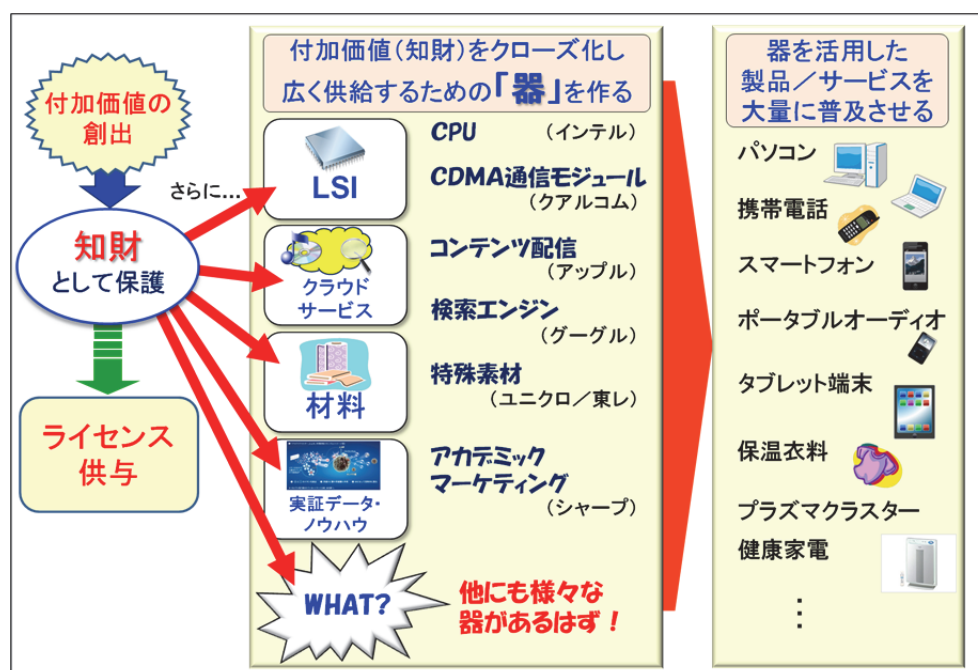 付加価値の
創出
知財
として保護
ライセンス
供与
さらに…
付加価値（知財）をクローズ化し
広く供給するための「器」を作る
LSI
CPU （インテル）
CDMA通信モジュール
（クアルコム）
クラウド
サービス
コンテンツ配信
（アップル）
検索エンジン
（グーグル）
材料
特殊素材
（ユニクロ／東レ）
実証データ・
ノウハウ
アカデミック
マーケティング
（シャープ）
WHAT?
他にも様々な
器があるはず！
器を活用した
製品／サービスを
大量に普及させる
パソコン
携帯電話
スマートフォン
ポータブルオーディオ
タブレット端末
保温衣料
プラズマクラスター
健康家電
⋮